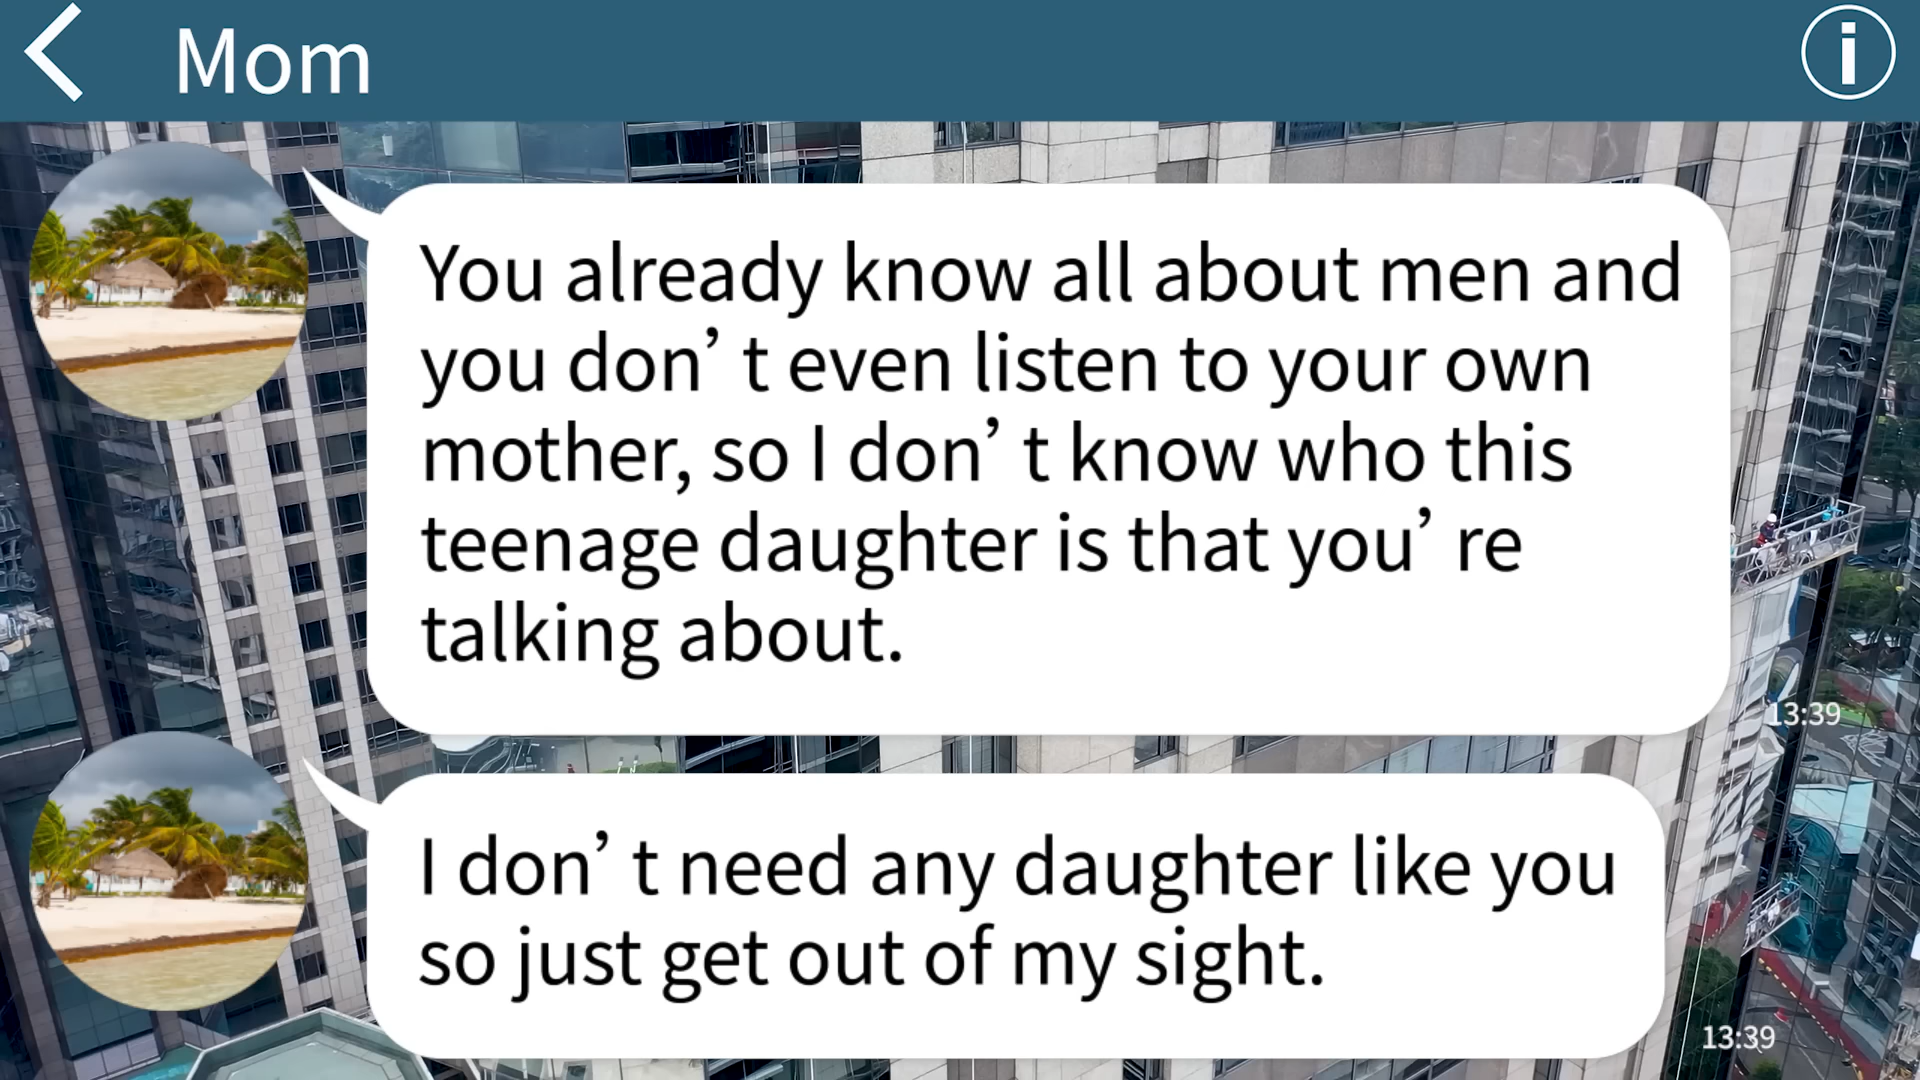 Mom
You already know all about men and
you don’ t even listen to your own
mother, so I don’ t know who this
teenage daughter is that you’ re
talking about.
13:39
I don’ t need any daughter like you
so just get out of my sight.
13:39